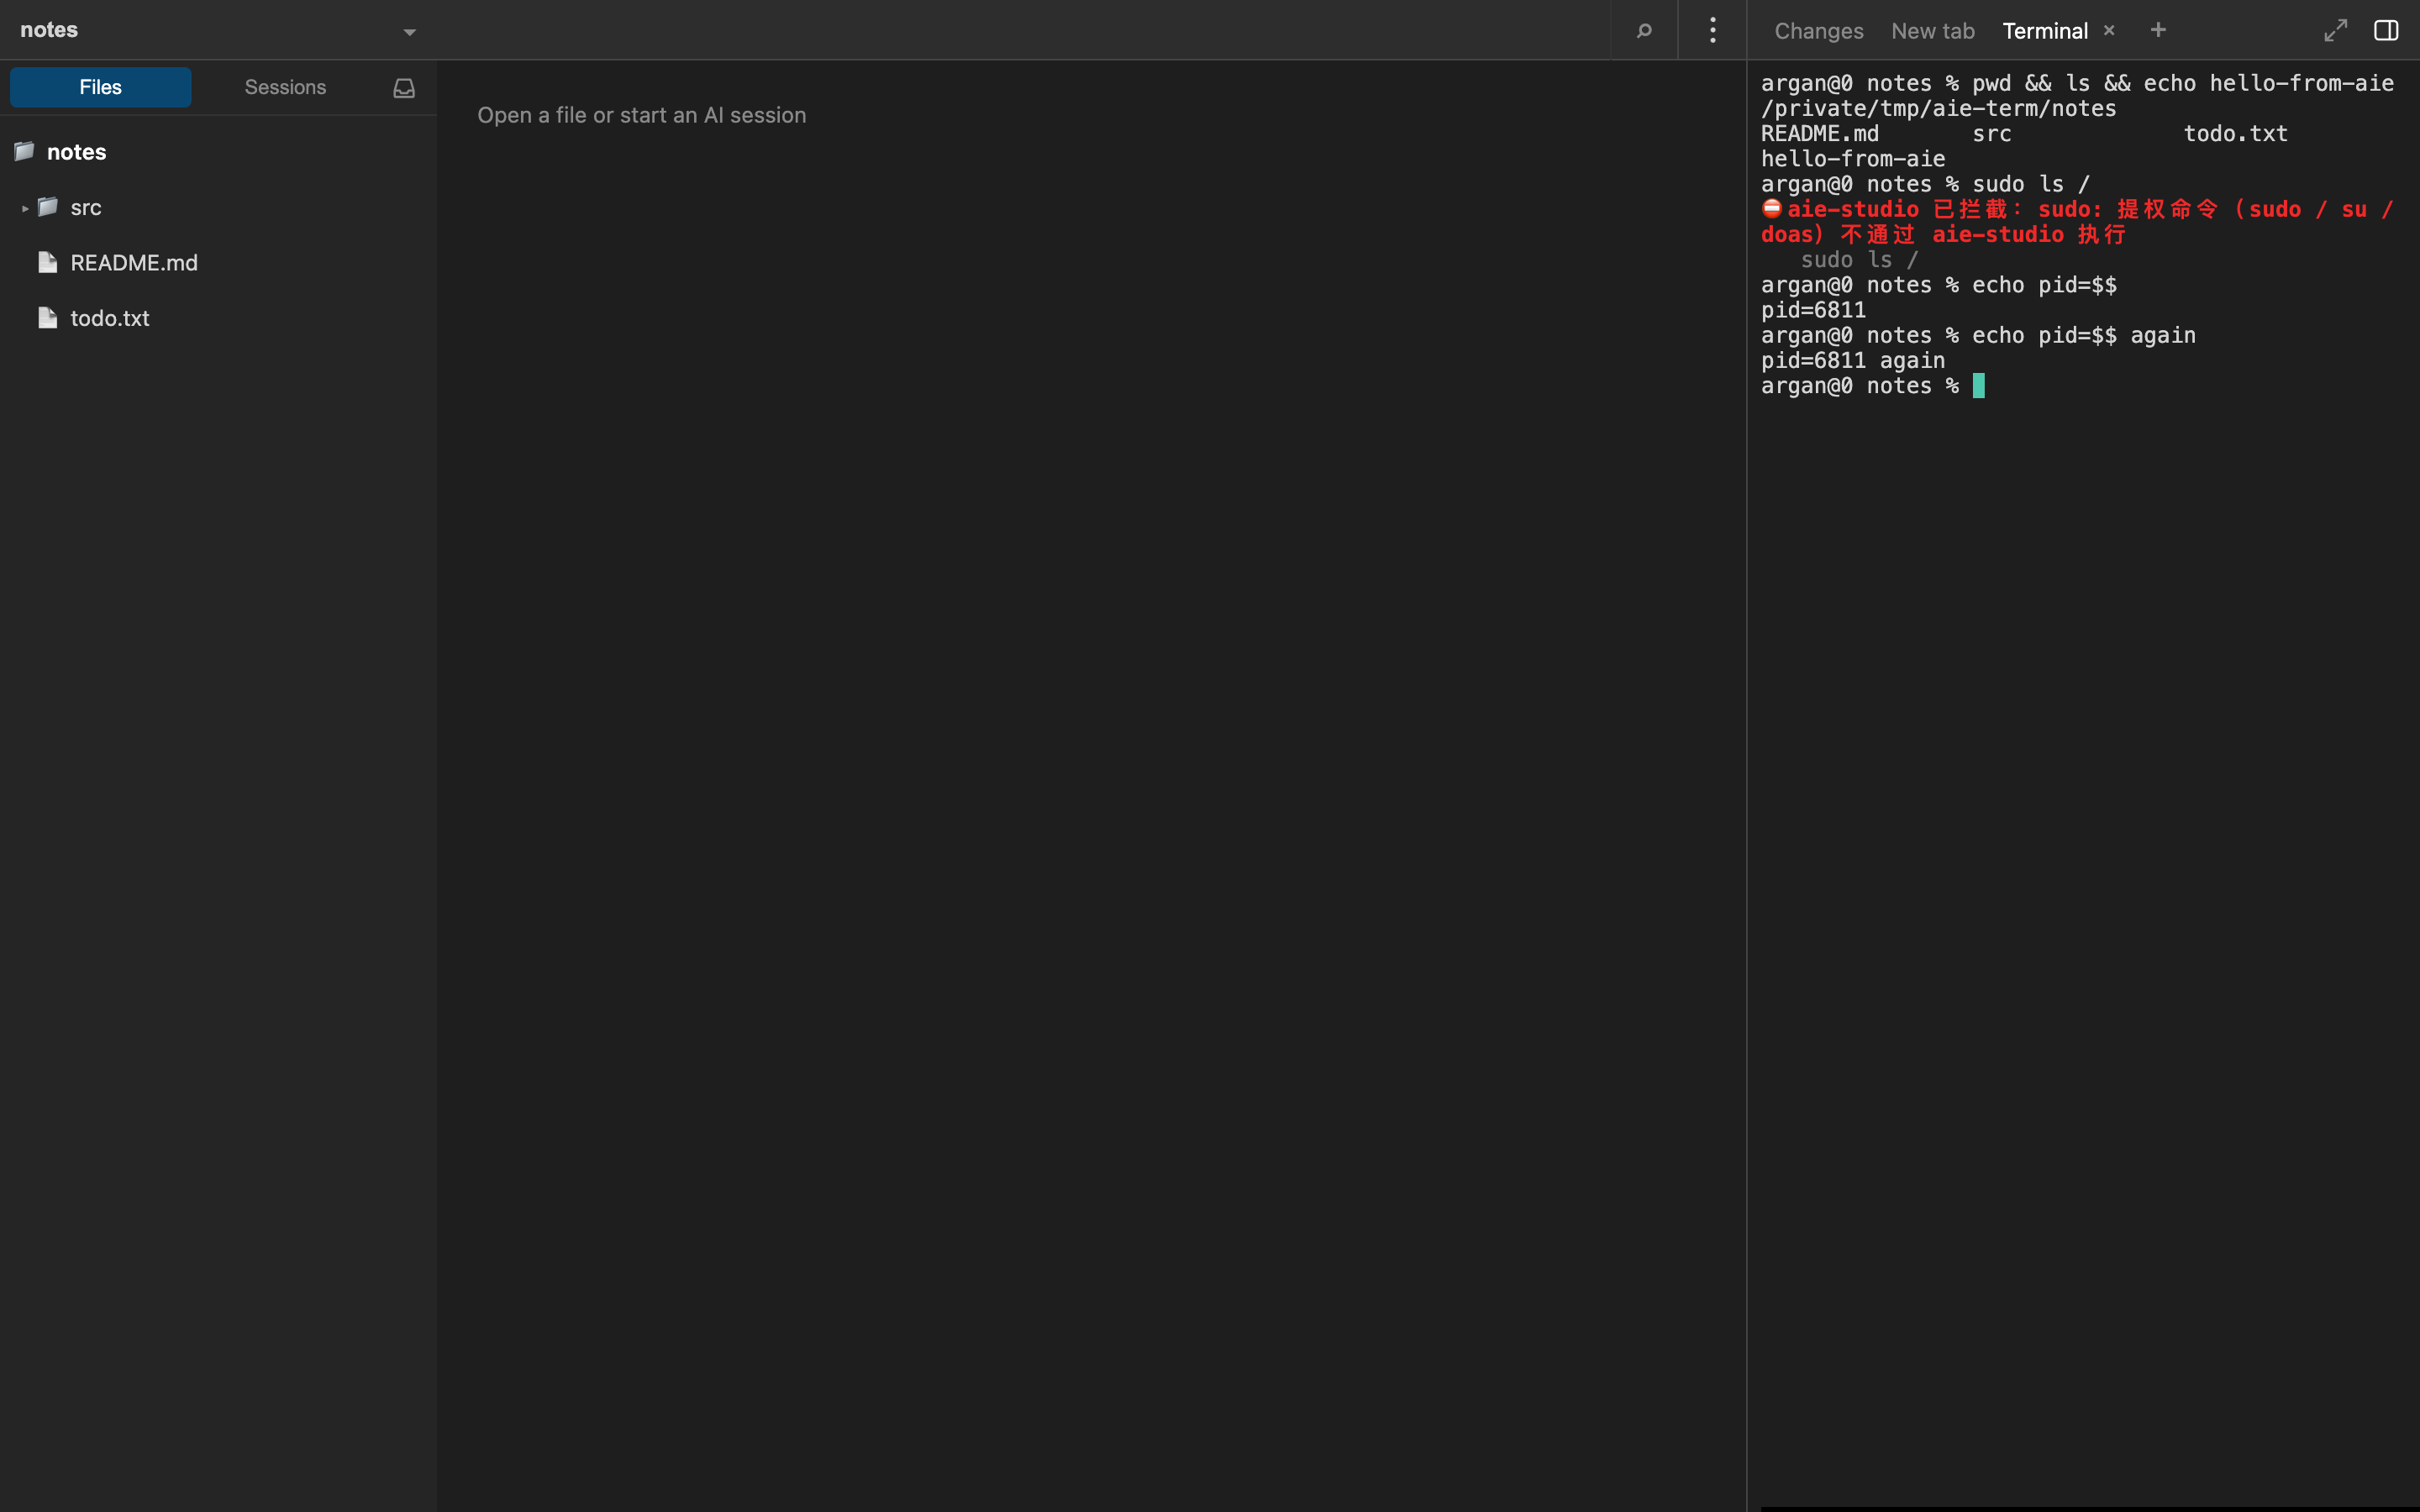 notes
Files
Sessions
notes
src
README.md
todo.txt
Open a file or start an AI session
Changes New tab Terminal × +
argan@0 notes % pwd && ls && echo hello-from-aie
/private/tmp/aie-term/notes
README.md src todo.txt
hello-from-aie
argan@0 notes % sudo ls /
aie-studio 已拦截: sudo: 提权命令 (sudo / su /
doas) 不通过 aie-studio 执行
sudo ls /
argan@0 notes % echo pid=$$
pid=6811
argan@0 notes % echo pid=$$ again
pid=6811 again
argan@0 notes %